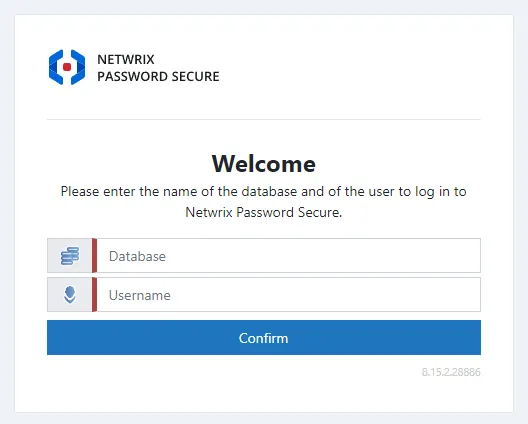 NETWRIX
PASSWORD SECURE
Welcome
Please enter the name of the database and of the user to log in to
Netwrix Password Secure.
Database
Username
Confirm
8.15.2.28886